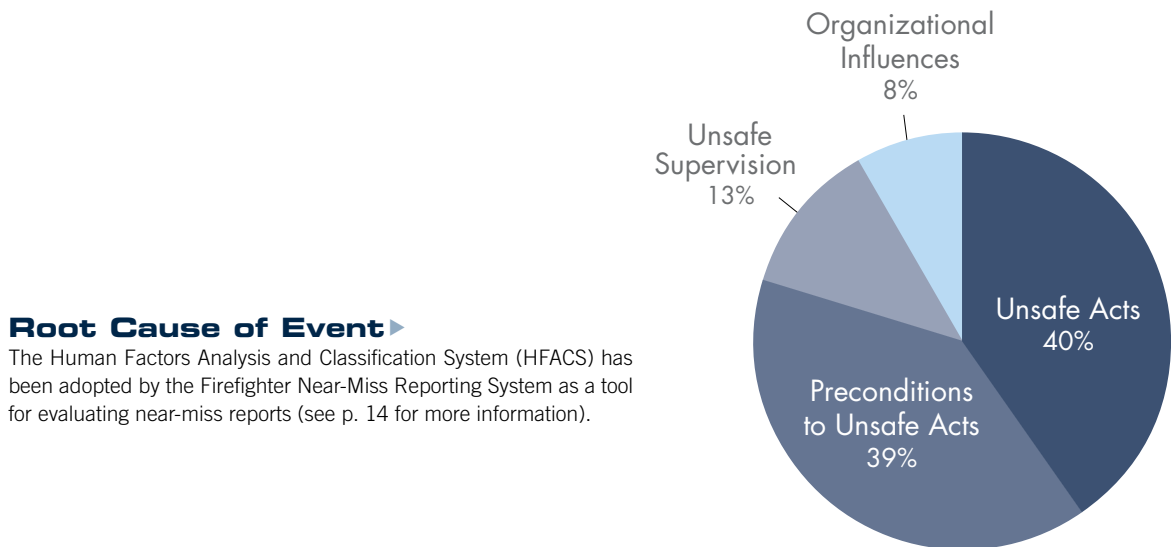 Organizational
Influences
8%
Unsafe
Supervision
13%
Unsafe Acts
40%
Preconditions
to Unsafe Acts
39%
Root Cause of Event
The Human Factors Analysis and Classification System (HFACS) has
been adopted by the Firefighter Near-Miss Reporting System as a tool
for evaluating near-miss reports (see p. 14 for more information).